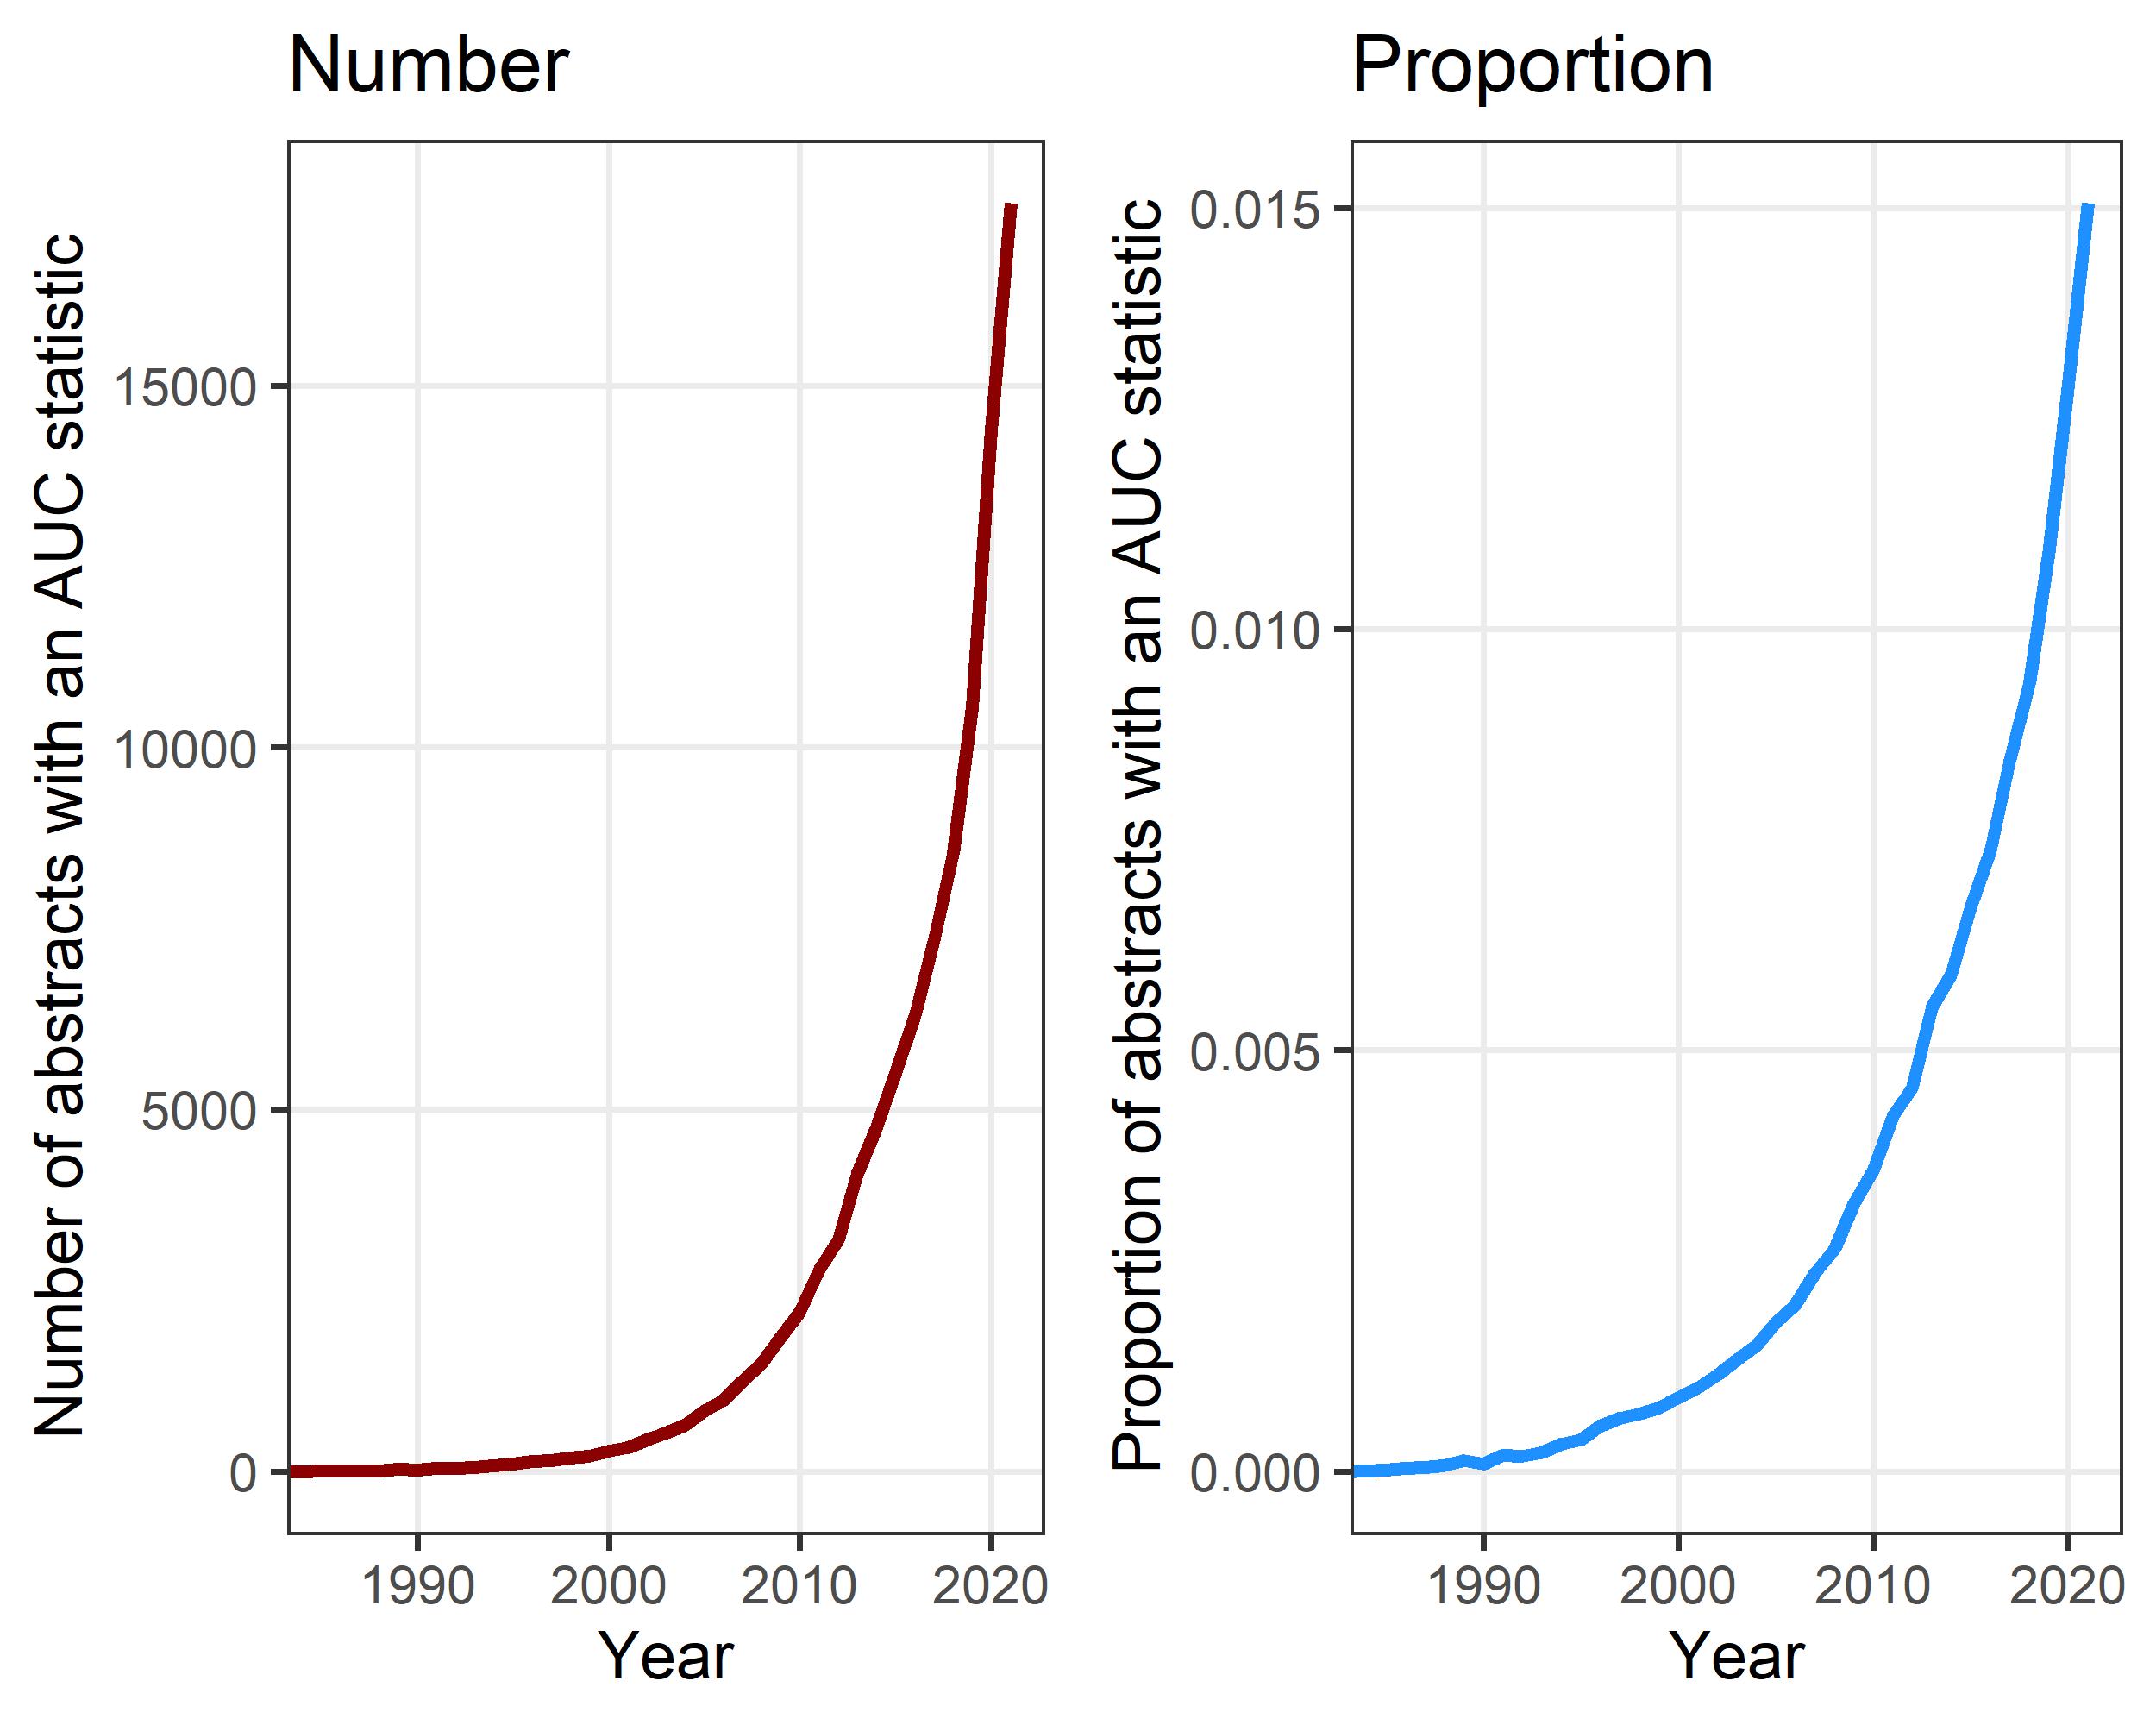 Number
Number of abstracts with an AUC statistic
15000
10000
5000
0
1990 2000 2010 2020
Year
Proportion
Proportion of abstracts with an AUC statistic
0.015
0.010
0.005
0.000
1990 2000 2010 2020
Year